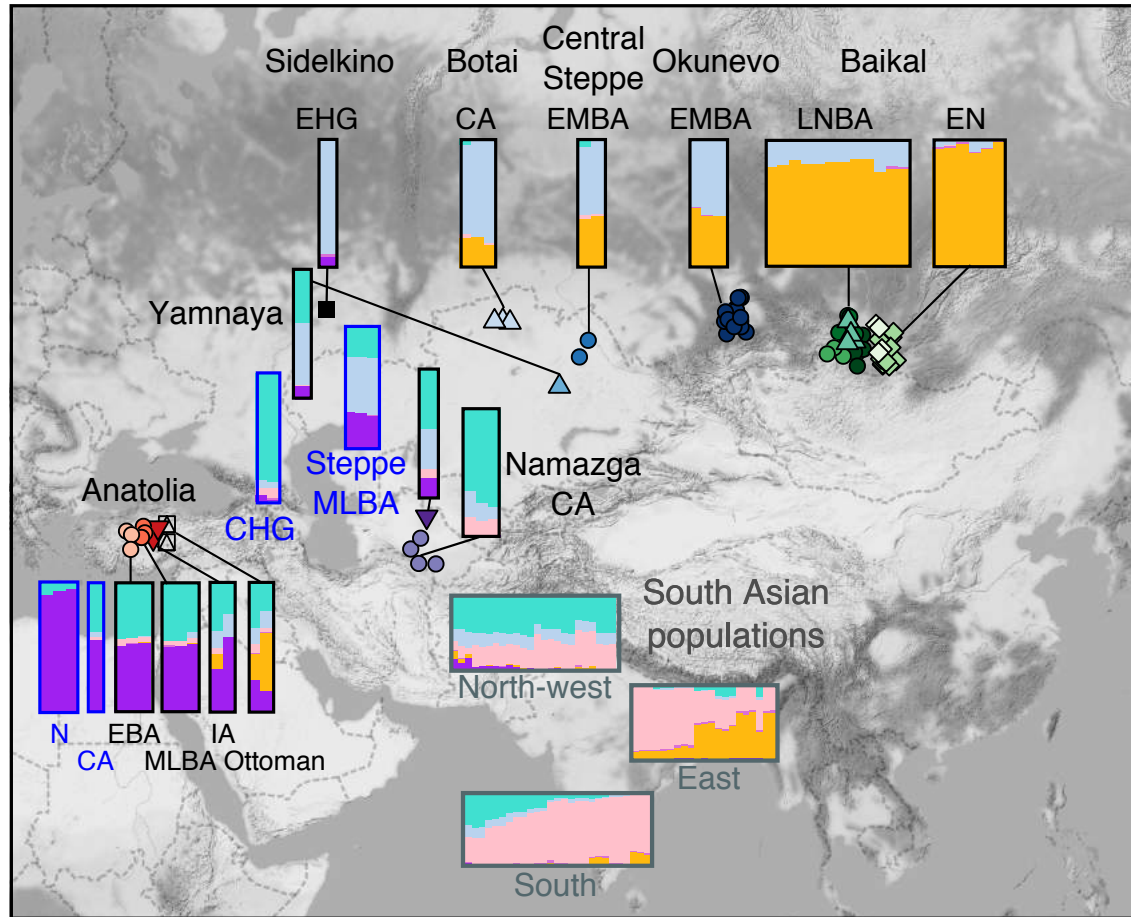 Sidelkino
Botai
Central
Steppe
Okunevo
Baikal
EHG
CA
EMBA
EMBA
LNBA
EN
Yamnaya
Steppe
MLBA
Namazga
CA
Anatolia
CHG
South Asian
populations
North-west
East
South
N
CA
EBA
MLBA
IA
Ottoman